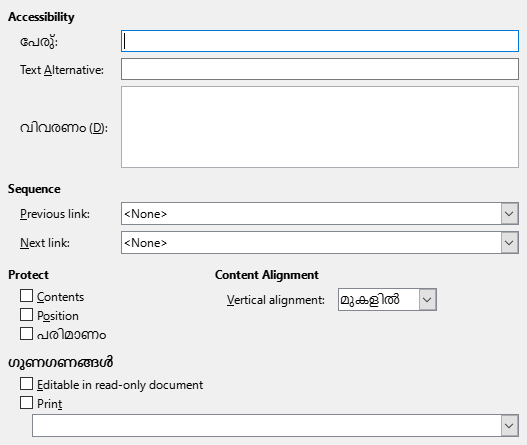 Accessibility
പേരു്:
Text Alternative:
വിവരണം (D):
Sequence
Previous link: <None>
Next link: <None>
Protect Content Alignment
Contents Vertical alignment: മുകളില്‍
Position
പരിമാണം
ഗുണഗണങ്ങള്‍
Editable in read-only document
Print